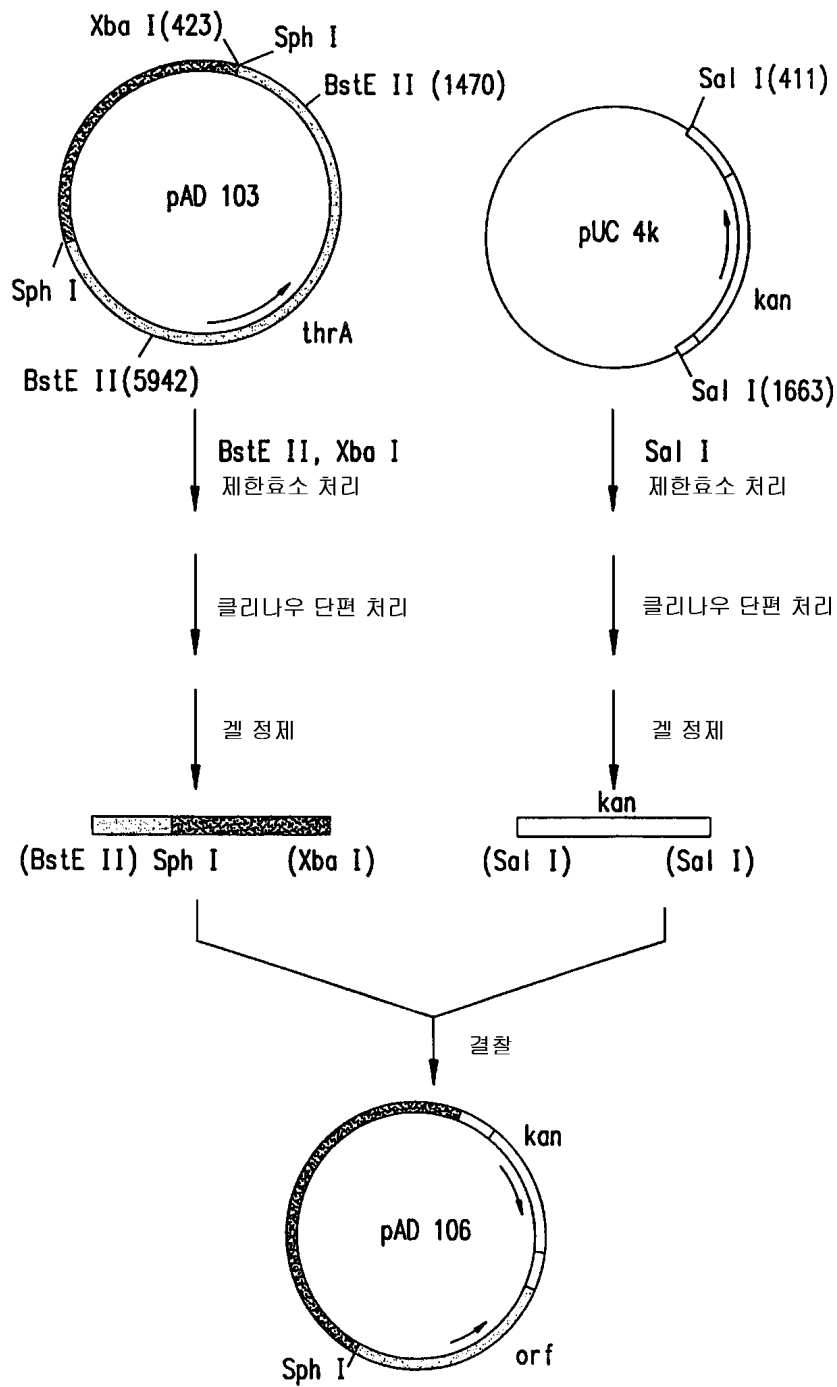 Xba I(423)
Sph I
BstE II (1470)
pAD 103
Sph I
thrA
BstE II(5942)
Sal I(411)
pUC 4k
kan
Sal I(1663)
BstE II, Xba I
제한효소 처리
Sal I
제한효소 처리
클리나우 단편 처리
클리나우 단편 처리
겔 정제
겔 정제
kan
(BstE II) Sph I (Xba I)
(Sal I) (Sal I)
결찰
kan
pAD 106
Sph I
orf